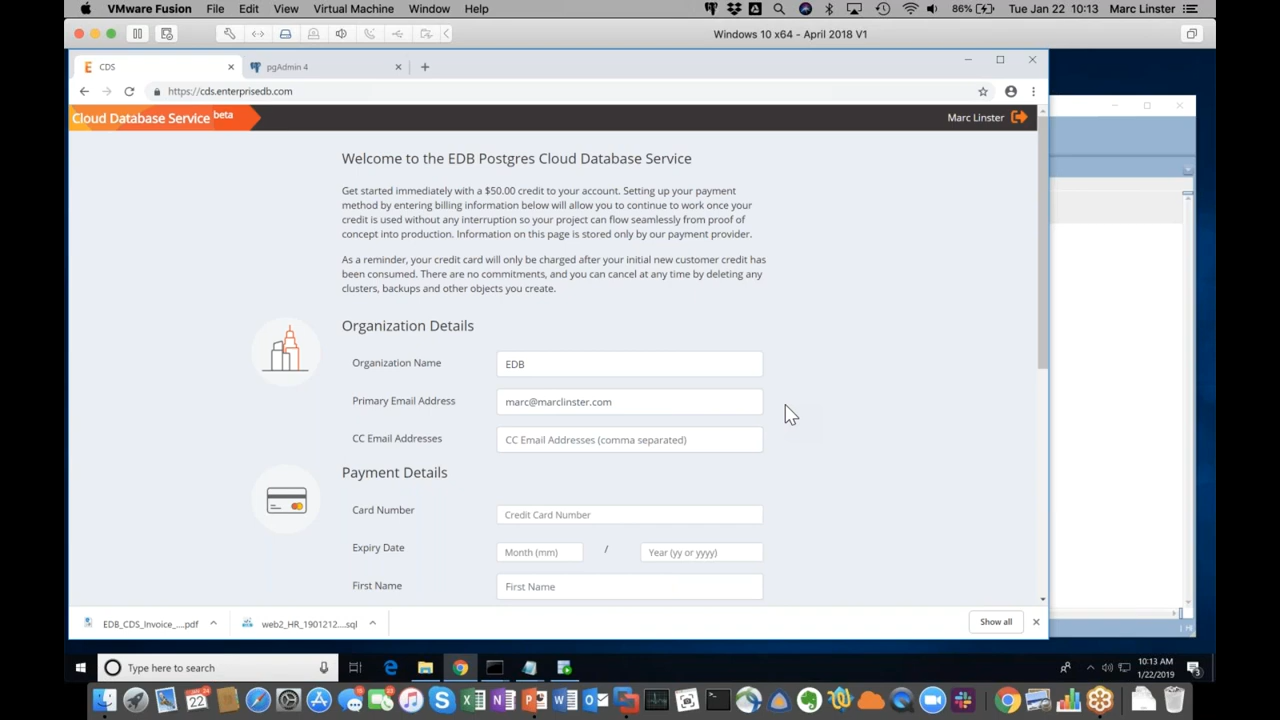 VMware Fusion File Edit View Virtual Machine Window Help 86% Tue Jan 22 10:13 Marc Linster
Windows 10 x64 - April 2018 V1
CDS pgAdmin 4
https://cds.enterprisedb.com
Cloud Database Service beta Marc Linster
Welcome to the EDB Postgres Cloud Database Service
Get started immediately with a $50.00 credit to your account. Setting up your payment
method by entering billing information below will allow you to continue to work once your
credit is used without any interruption so your project can flow seamlessly from proof of
concept into production. Information on this page is stored only by our payment provider.
As a reminder, your credit card will only be charged after your initial new customer credit has
been consumed. There are no commitments, and you can cancel at any time by deleting any
clusters, backups and other objects you create.
Organization Details
Organization Name EDB
Primary Email Address marc@marclinster.com
CC Email Addresses CC Email Addresses (comma separated)
Payment Details
Card Number Credit Card Number
Expiry Date Month (mm) / Year (yy or yyyy)
First Name First Name
EDB_CDS_Invoice_....pdf web2_HR_1901212....sql Show all
Type here to search 10:13 AM
1/22/2019